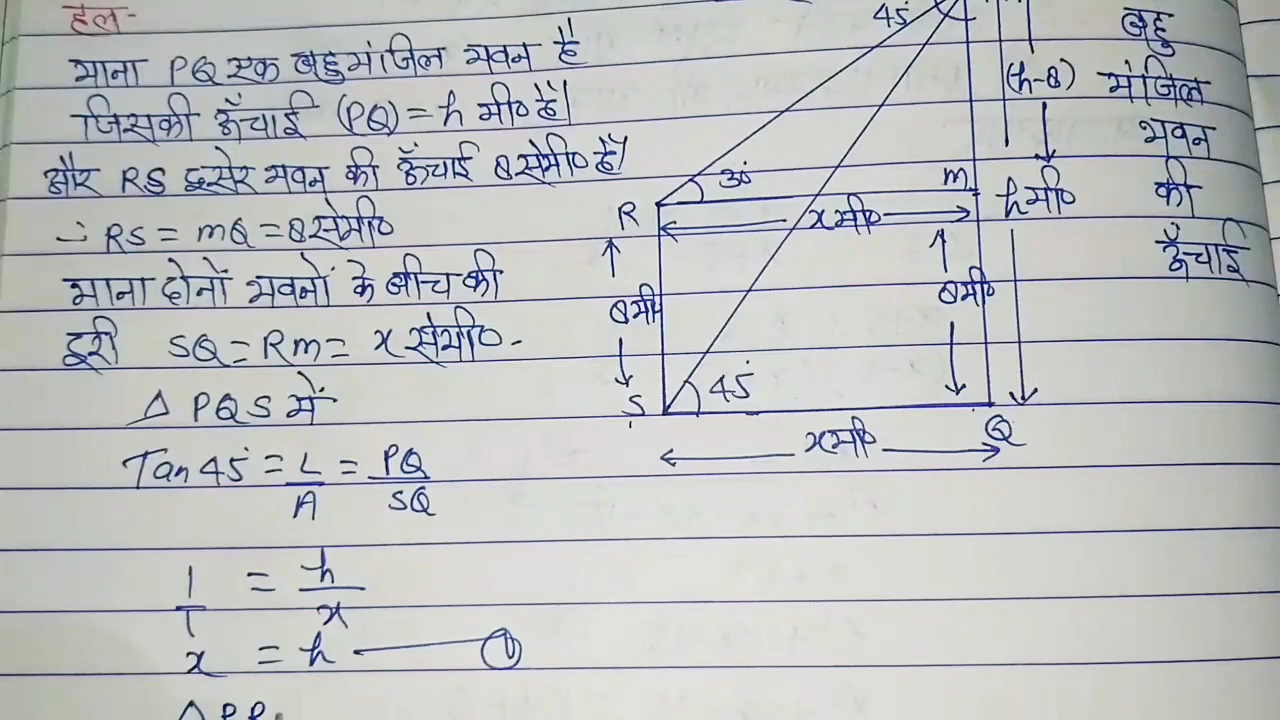 हल-
माना PQ एक बहुमंजिल भवन है
जिसकी ऊँचाई (PQ) = h मी० है।
और RS दुसरे भवन की ऊँचाई 8 सेमी० है।
∴ RS = MQ = 8 सेमी०
माना दोनों भवनों के बीच की
दूरी SQ = RM = x सेमी०
Δ PQS में
Tan 45° = L/A = PQ/SQ
1/1 = h/x
x = h ——— ①
45°
(h-8)
30°
R
M
x मी०
h मी०
8 मी०
8 मी०
S
45°
Q
x मी०
बहु
मंजिल
भवन
की
ऊँचाई